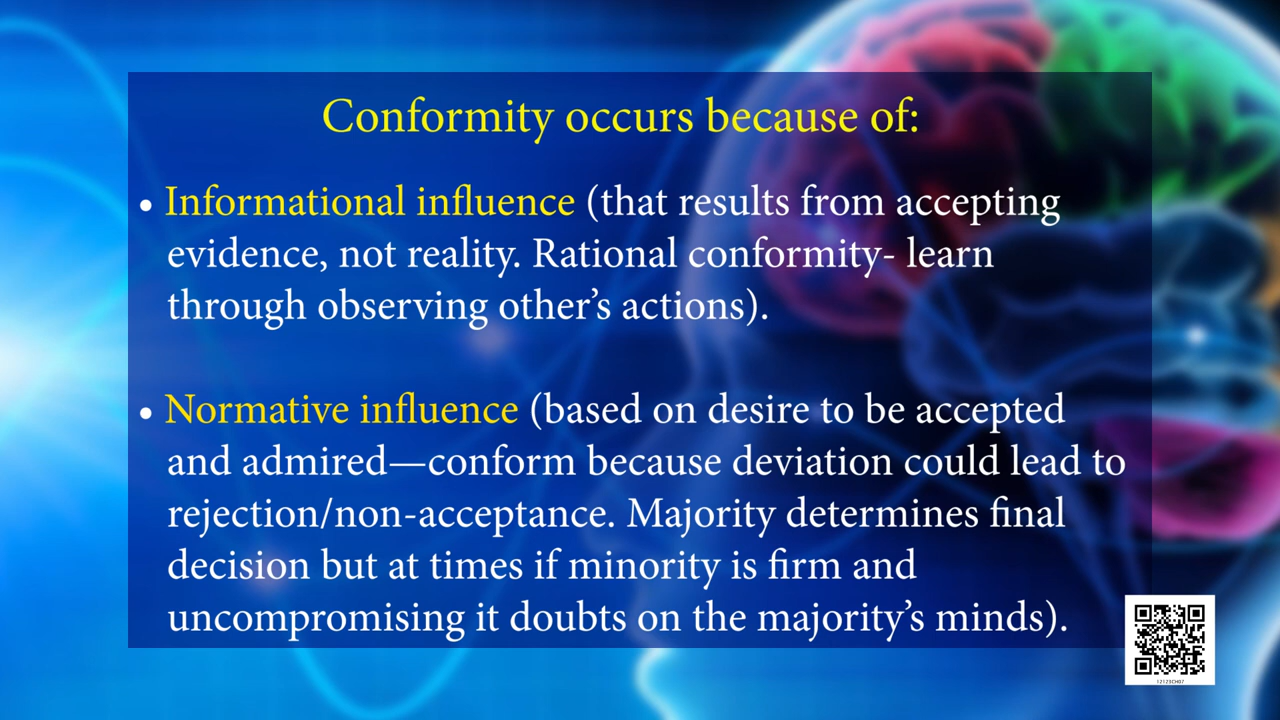 Conformity occurs because of:
• Informational influence (that results from accepting
evidence, not reality. Rational conformity- learn
through observing other’s actions).
• Normative influence (based on desire to be accepted
and admired—conform because deviation could lead to
rejection/non-acceptance. Majority determines final
decision but at times if minority is firm and
uncompromising it doubts on the majority’s minds).
12123CH07